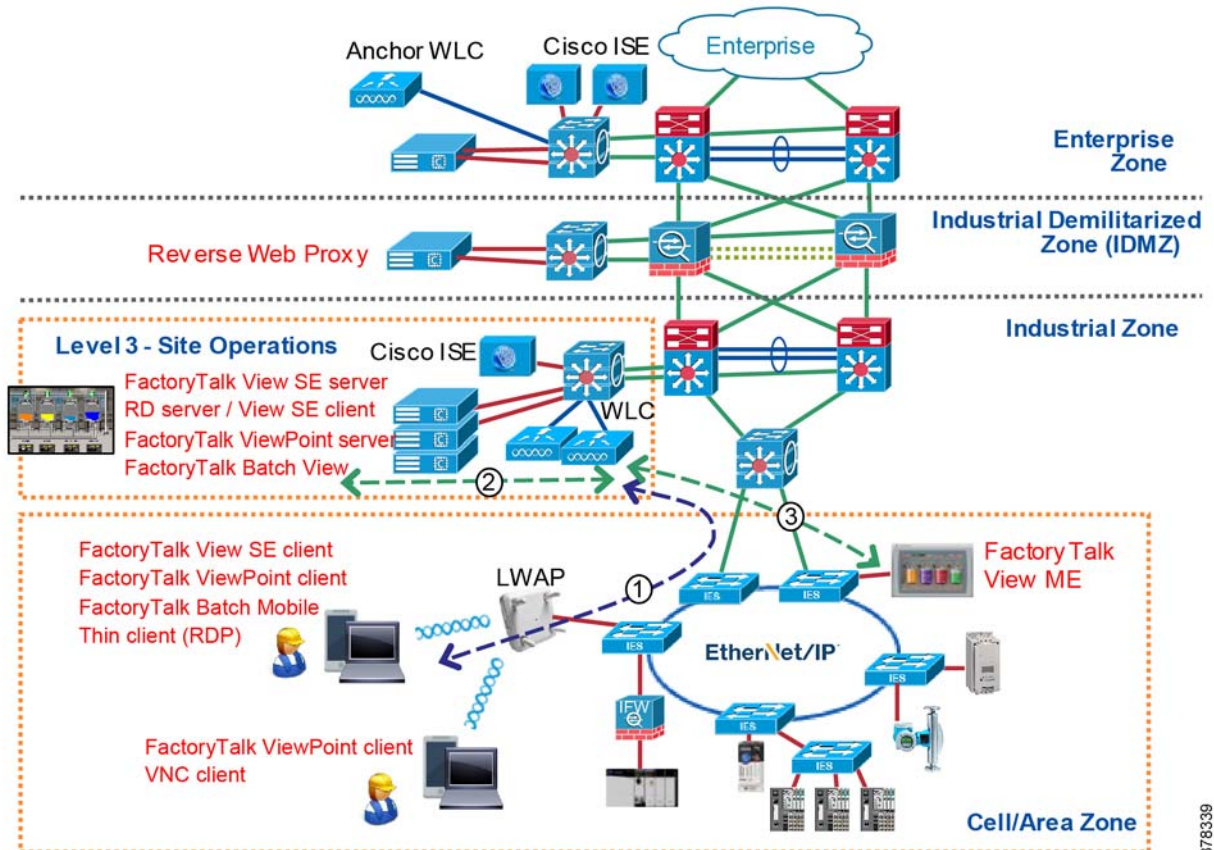 Enterprise
Anchor WLC
Cisco ISE
Enterprise
Zone
Reverse Web Proxy
Industrial Demilitarized
Zone (IDMZ)
Industrial Zone
Level 3 - Site Operations
Cisco ISE
FactoryTalk View SE server
RD server / View SE client
FactoryTalk ViewPoint server
FactoryTalk Batch View
WLC
2
3
FactoryTalk View SE client
FactoryTalk ViewPoint client
FactoryTalk Batch Mobile
Thin client (RDP)
LWAP
1
FactoryTalk
View ME
IES
IES
IES
EtherNet/IP
IES
IFW
IES
IES
FactoryTalk ViewPoint client
VNC client
Cell/Area Zone
378339